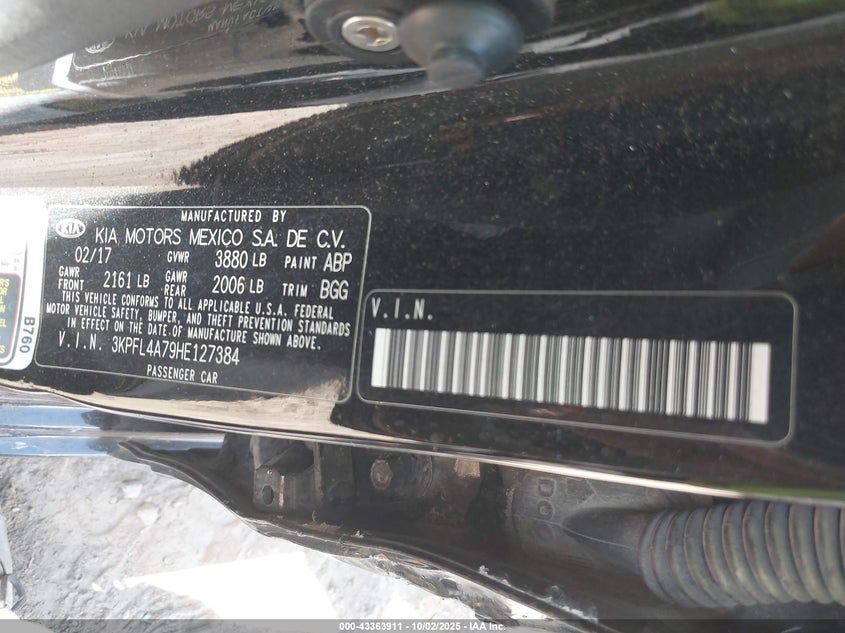 MANUFACTURED BY
KIA KIA MOTORS MEXICO S.A. DE C.V.
02/17 GVWR 3880 LB PAINT ABP
GAWR FRONT 2161 LB GAWR REAR 2006 LB TRIM BGG
THIS VEHICLE CONFORMS TO ALL APPLICABLE U.S.A. FEDERAL
MOTOR VEHICLE SAFETY, BUMPER, AND THEFT PREVENTION STANDARDS
IN EFFECT ON THE DATE OF MANUFACTURE SHOWN ABOVE.
V.I.N. 3KPFL4A79HE127384
PASSENGER CAR
V.I.N.
B760
000-43363911 - 10/02/2025 - IAA Inc.